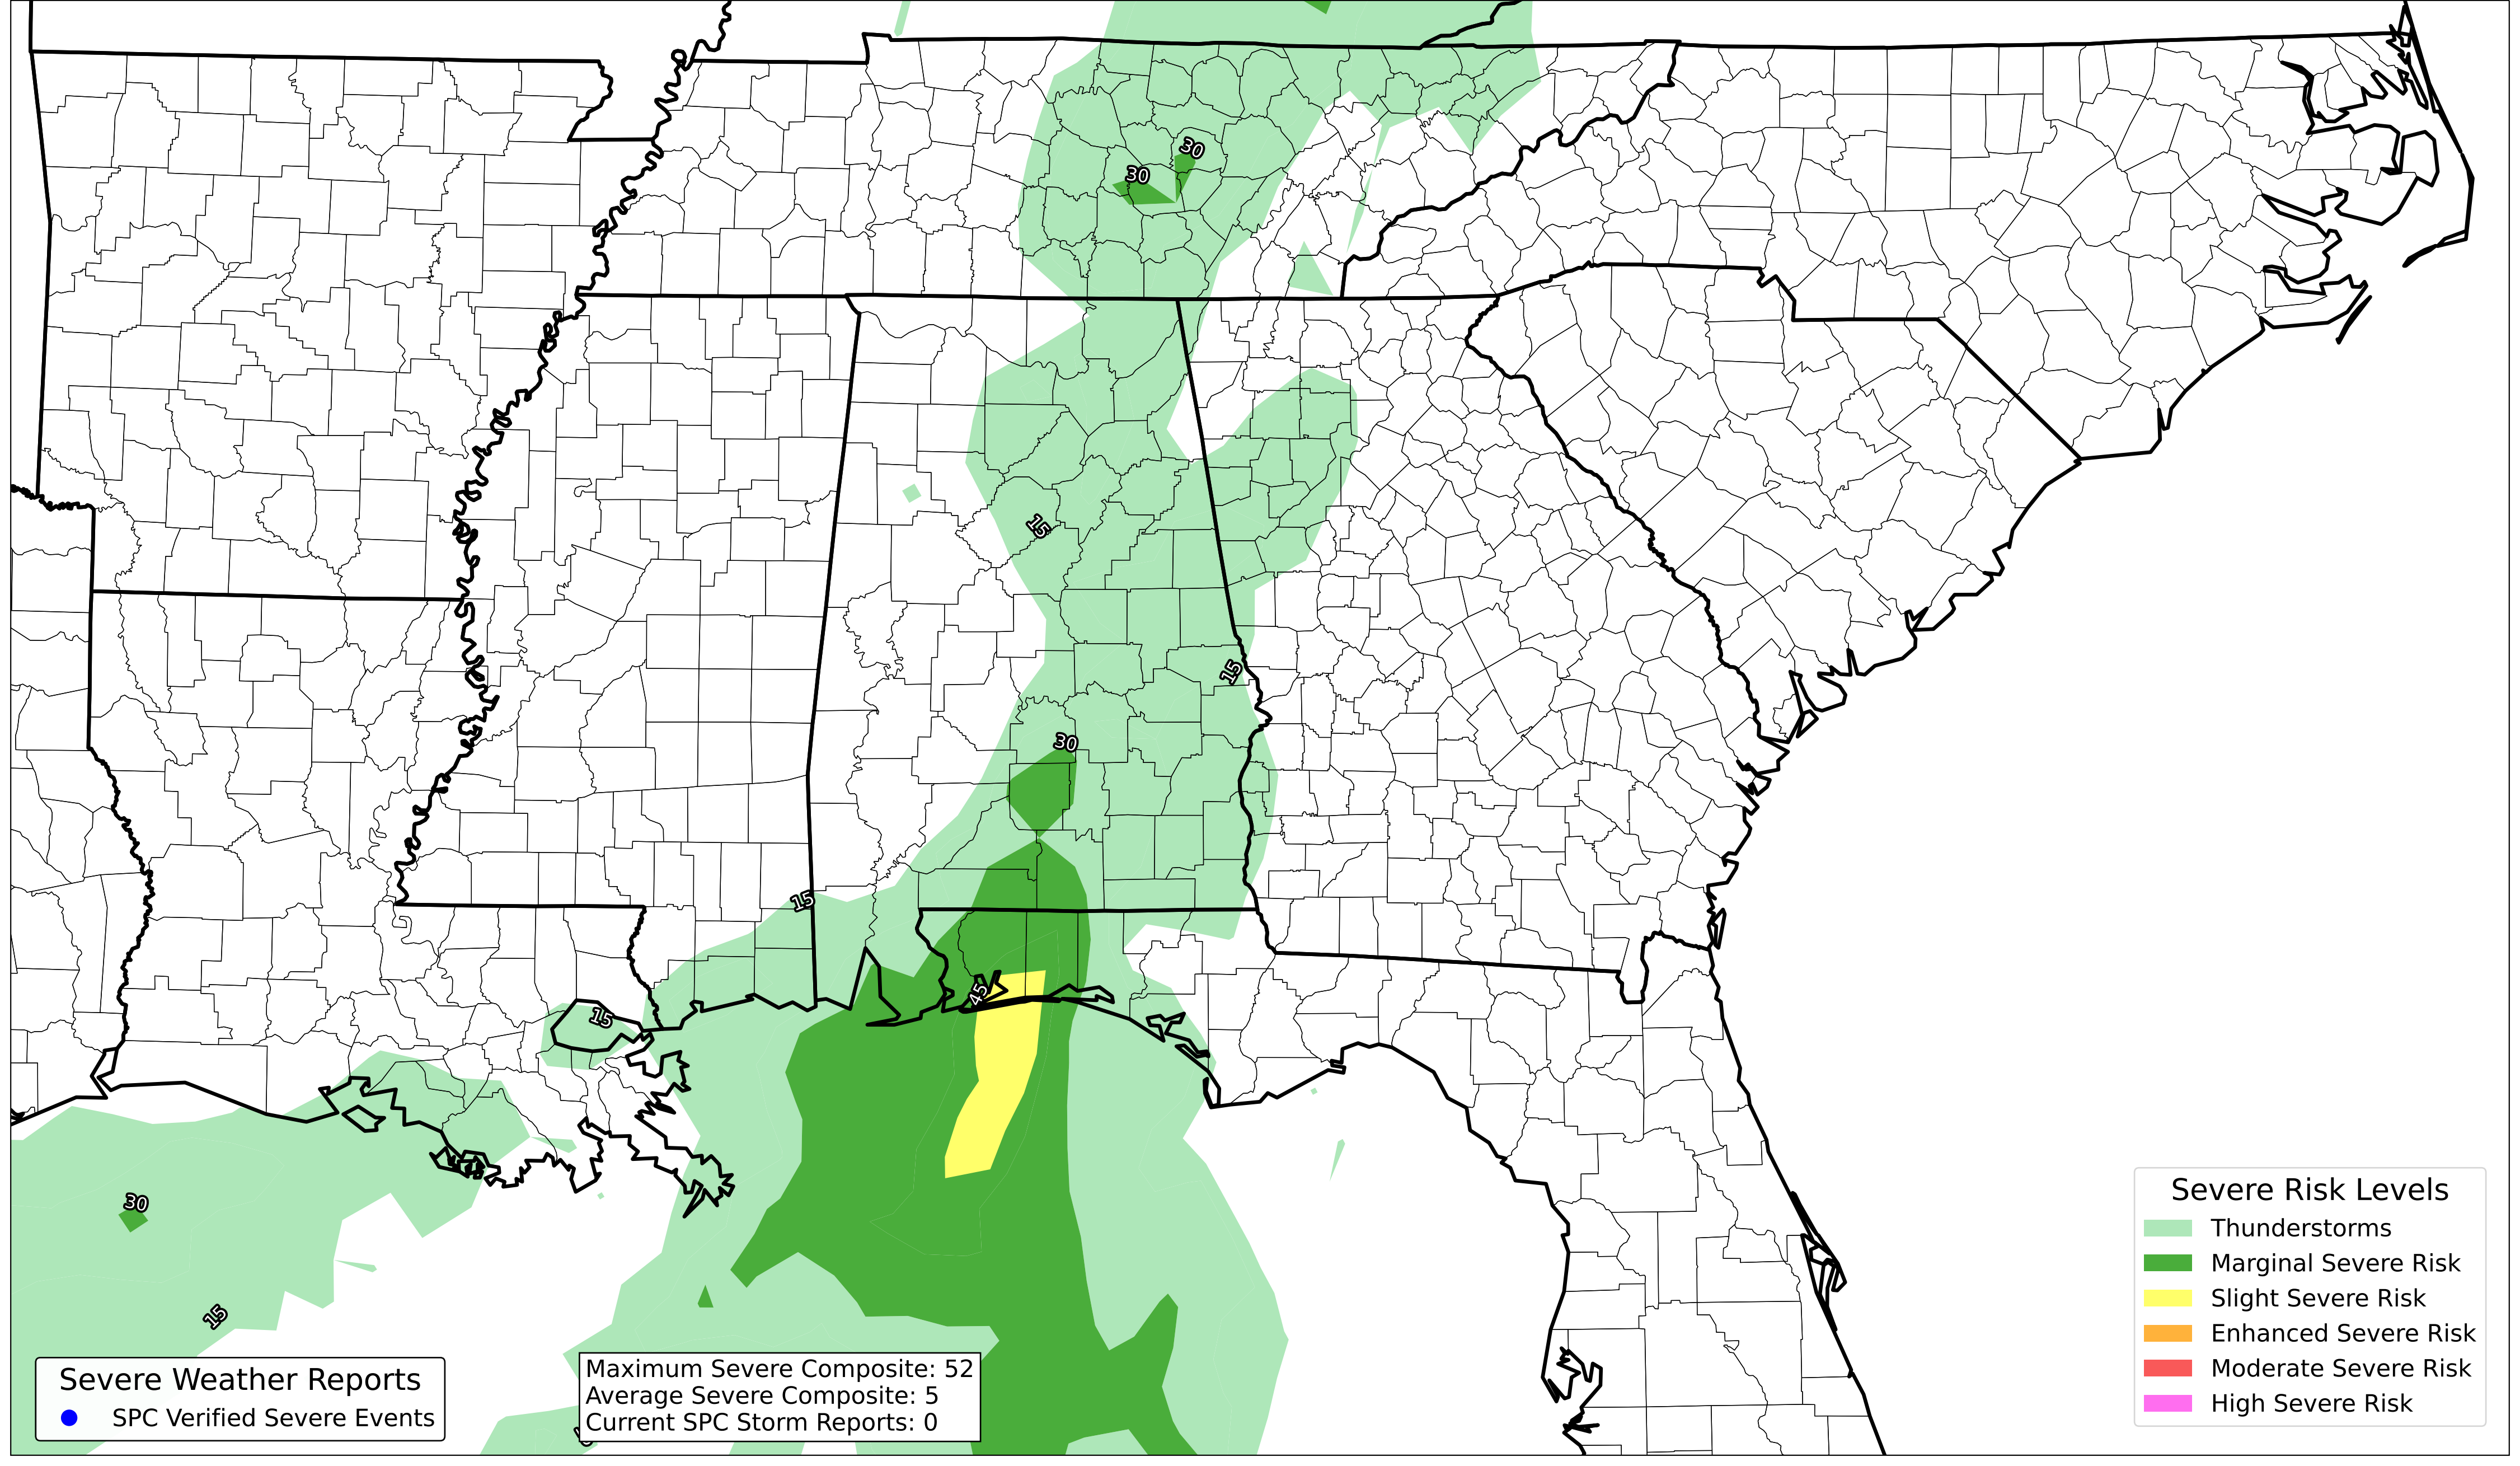 30
30
15
15
30
15
45
15
30
15
Severe Weather Reports
SPC Verified Severe Events
Maximum Severe Composite: 52
Average Severe Composite: 5
Current SPC Storm Reports: 0
Severe Risk Levels
Thunderstorms
Marginal Severe Risk
Slight Severe Risk
Enhanced Severe Risk
Moderate Severe Risk
High Severe Risk